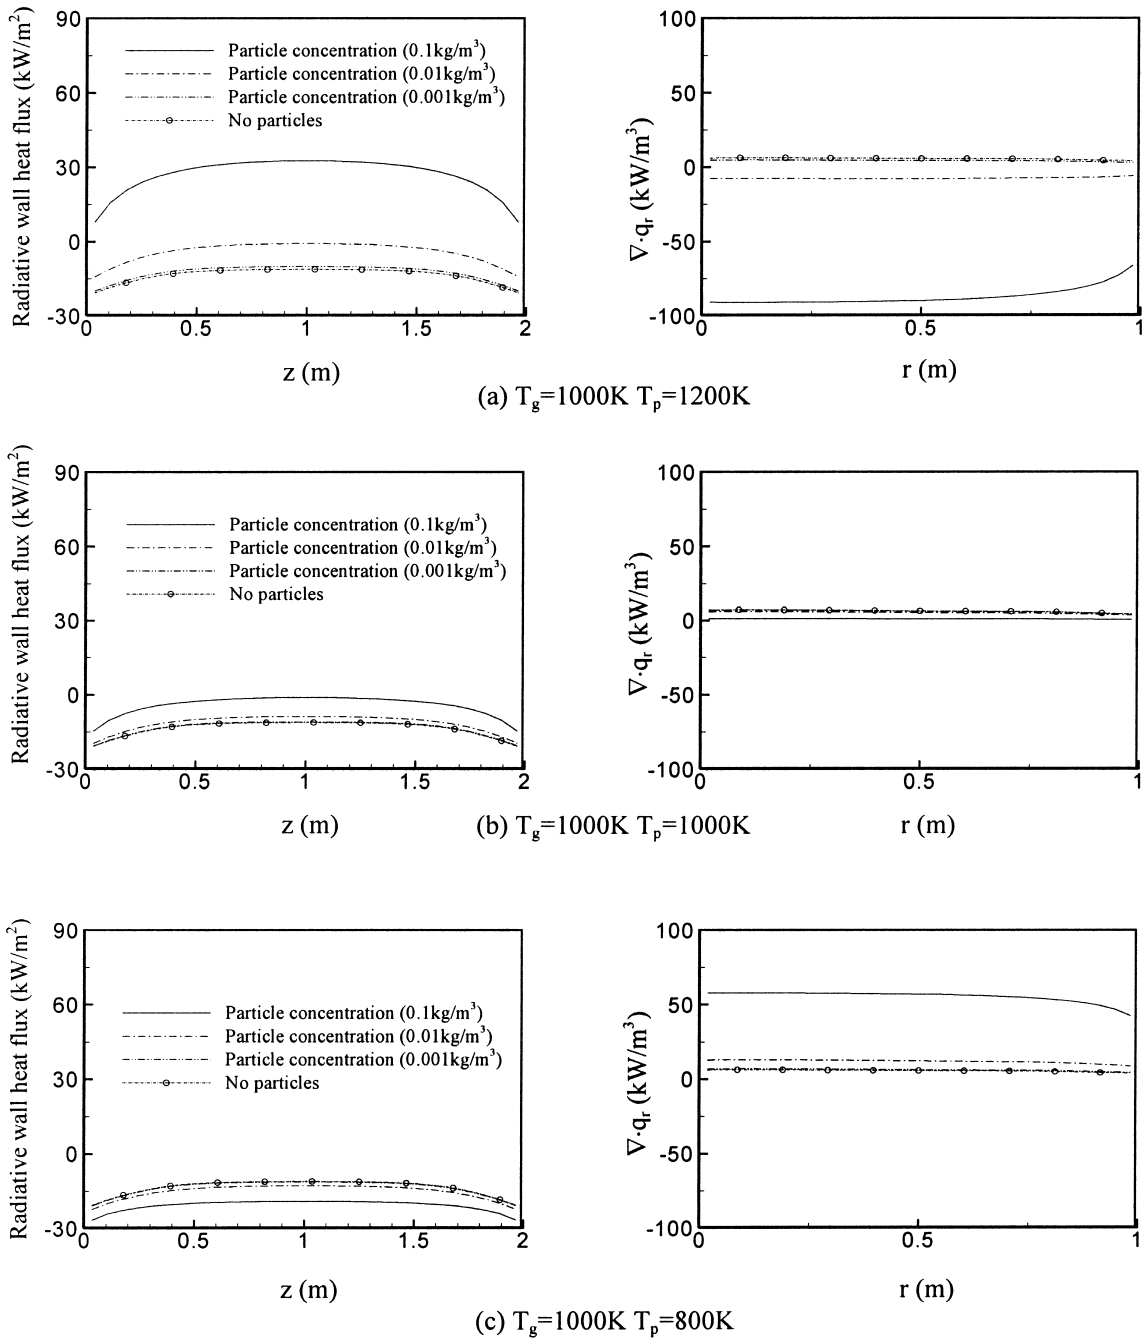 Radiative wall heat flux (kW/m²)
90
60
30
0
-30
Particle concentration (0.1kg/m³)
Particle concentration (0.01kg/m³)
Particle concentration (0.001kg/m³)
No particles
0 0.5 1 1.5 2
z (m)
∇·qᵣ (kW/m³)
100
50
0
-50
-100
0 0.5 1
r (m)
(a) Tg=1000K Tp=1200K
Radiative wall heat flux (kW/m²)
90
60
30
0
-30
Particle concentration (0.1kg/m³)
Particle concentration (0.01kg/m³)
Particle concentration (0.001kg/m³)
No particles
0 0.5 1 1.5 2
z (m)
∇·qᵣ (kW/m³)
100
50
0
-50
-100
0 0.5 1
r (m)
(b) Tg=1000K Tp=1000K
Radiative wall heat flux (kW/m²)
90
60
30
0
-30
Particle concentration (0.1kg/m³)
Particle concentration (0.01kg/m³)
Particle concentration (0.001kg/m³)
No particles
0 0.5 1 1.5 2
z (m)
∇·qᵣ (kW/m³)
100
50
0
-50
-100
0 0.5 1
r (m)
(c) Tg=1000K Tp=800K